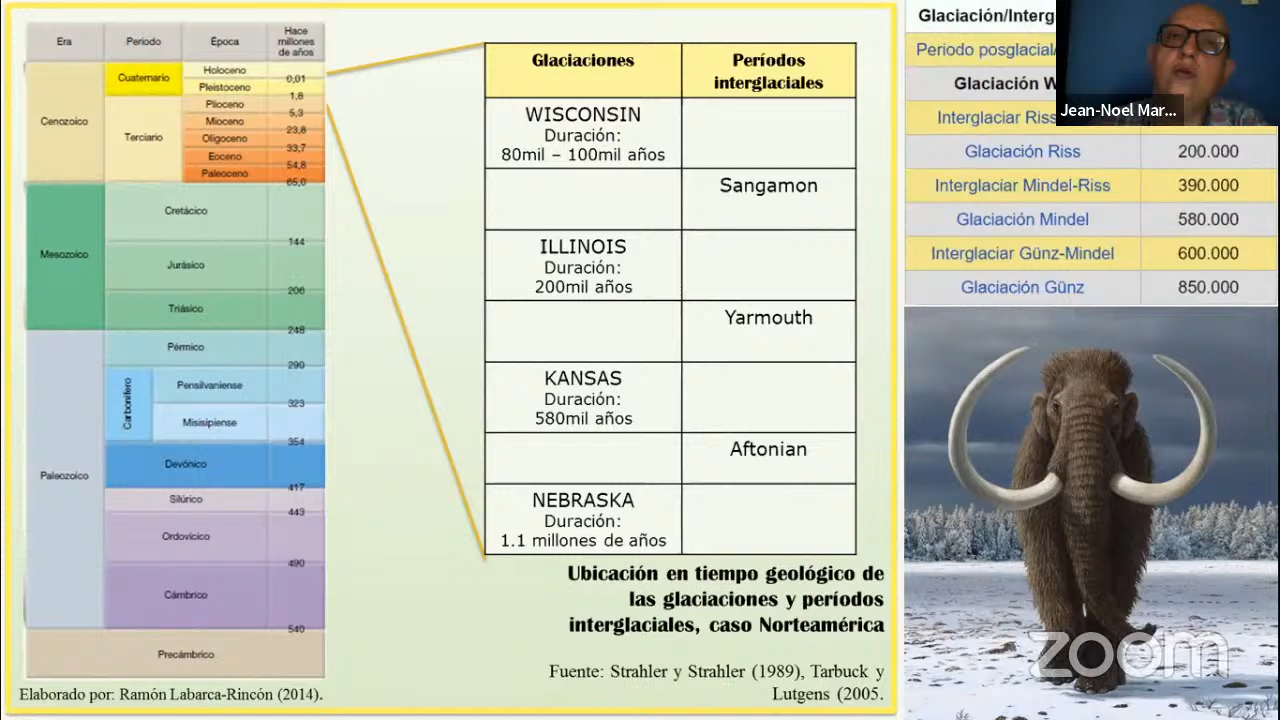 Era
Periodo
Época
Hace
millones
de años
Cenozoico
Cuaternario
Holoceno
0,01
Pleistoceno
1,8
Terciario
Plioceno
5,3
Mioceno
23,8
Oligoceno
33,7
Eoceno
54,8
Paleoceno
65,0
Mesozoico
Cretácico
144
Jurásico
206
Triásico
248
Paleozoico
Pérmico
290
Carbonífero
Pensilvaniense
323
Misisipiense
354
Devónico
417
Silúrico
443
Ordovícico
490
Cámbrico
540
Precámbrico
Elaborado por: Ramón Labarca-Rincón (2014).
Glaciaciones
Períodos
interglaciales
WISCONSIN
Duración:
80mil – 100mil años
Sangamon
ILLINOIS
Duración:
200mil años
Yarmouth
KANSAS
Duración:
580mil años
Aftonian
NEBRASKA
Duración:
1.1 millones de años
Ubicación en tiempo geológico de
las glaciaciones y períodos
interglaciales, caso Norteamérica
Fuente: Strahler y Strahler (1989), Tarbuck y
Lutgens (2005.
Glaciación/Interg
Periodo posglacial/
Glaciación W
Interglaciar Riss
Glaciación Riss 200.000
Interglaciar Mindel-Riss 390.000
Glaciación Mindel 580.000
Interglaciar Günz-Mindel 600.000
Glaciación Günz 850.000
Jean-Noel Mar...
zoom